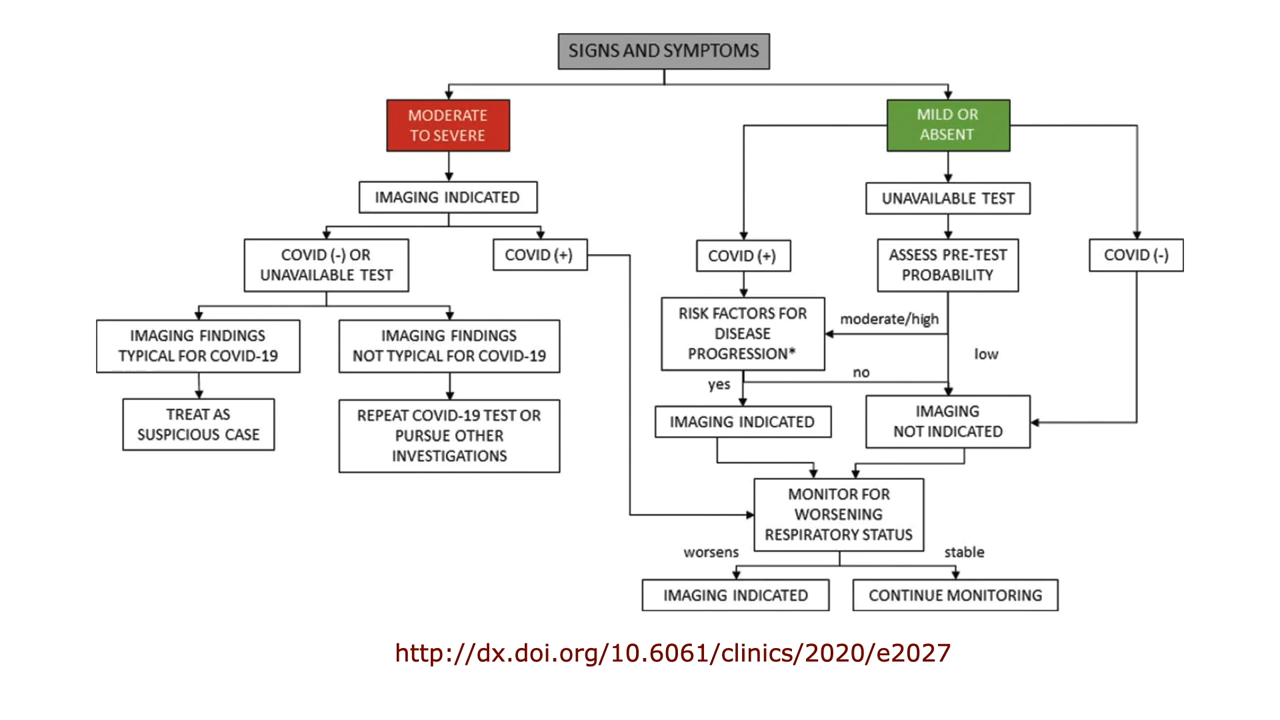 SIGNS AND SYMPTOMS
MODERATE
TO SEVERE
MILD OR
ABSENT
IMAGING INDICATED
UNAVAILABLE TEST
COVID (-) OR
UNAVAILABLE TEST
COVID (+)
COVID (+)
ASSESS PRE-TEST
PROBABILITY
COVID (-)
IMAGING FINDINGS
TYPICAL FOR COVID-19
IMAGING FINDINGS
NOT TYPICAL FOR COVID-19
RISK FACTORS FOR
DISEASE
PROGRESSION*
moderate/high
low
yes
no
TREAT AS
SUSPICIOUS CASE
REPEAT COVID-19 TEST OR
PURSUE OTHER
INVESTIGATIONS
IMAGING INDICATED
IMAGING
NOT INDICATED
MONITOR FOR
WORSENING
RESPIRATORY STATUS
worsens
stable
IMAGING INDICATED
CONTINUE MONITORING
http://dx.doi.org/10.6061/clinics/2020/e2027